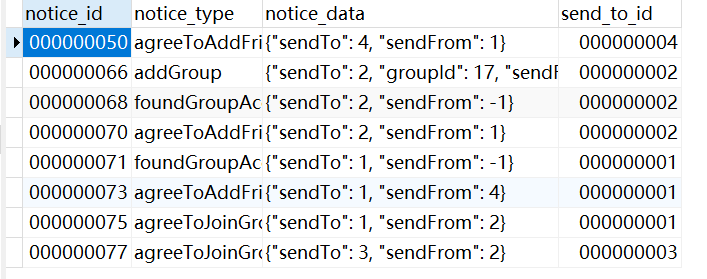 notice_id notice_type notice_data send_to_id
000000050 agreeToAddFri {"sendTo": 4, "sendFrom": 1} 000000004
000000066 addGroup {"sendTo": 2, "groupId": 17, "sendF 000000002
000000068 foundGroupAc {"sendTo": 2, "sendFrom": -1} 000000002
000000070 agreeToAddFri {"sendTo": 2, "sendFrom": 1} 000000002
000000071 foundGroupAc {"sendTo": 1, "sendFrom": -1} 000000001
000000073 agreeToAddFri {"sendTo": 1, "sendFrom": 4} 000000001
000000075 agreeToJoinGro {"sendTo": 1, "sendFrom": 2} 000000001
000000077 agreeToJoinGro {"sendTo": 3, "sendFrom": 2} 000000003